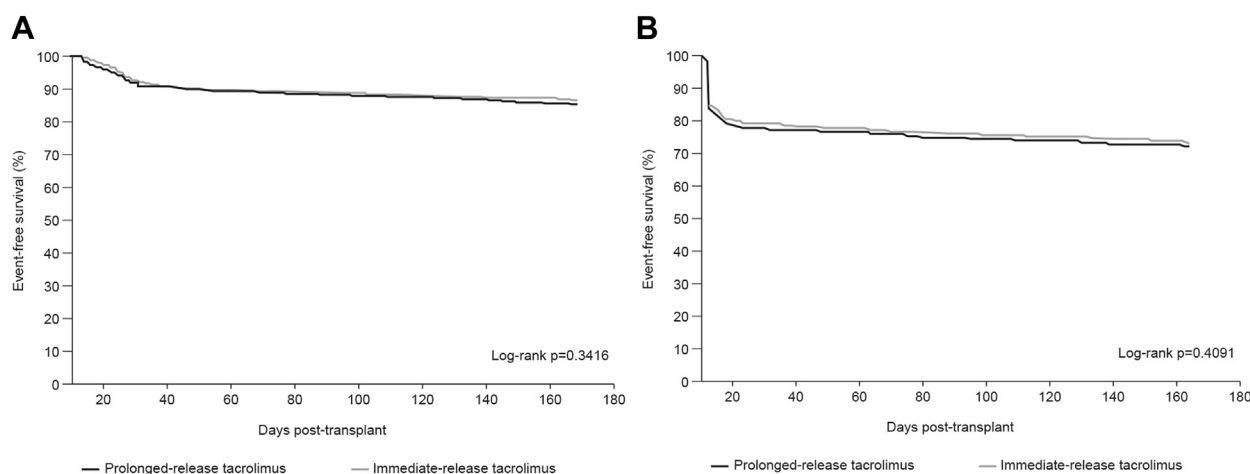 A
Event-free survival (%)
100
90
80
70
60
50
40
30
20
10
0
Log-rank p=0.3416
20 40 60 80 100 120 140 160 180
Days post-transplant
Prolonged-release tacrolimus Immediate-release tacrolimus
B
Event-free survival (%)
100
90
80
70
60
50
40
30
20
10
0
Log-rank p=0.4091
20 40 60 80 100 120 140 160 180
Days post-transplant
Prolonged-release tacrolimus Immediate-release tacrolimus